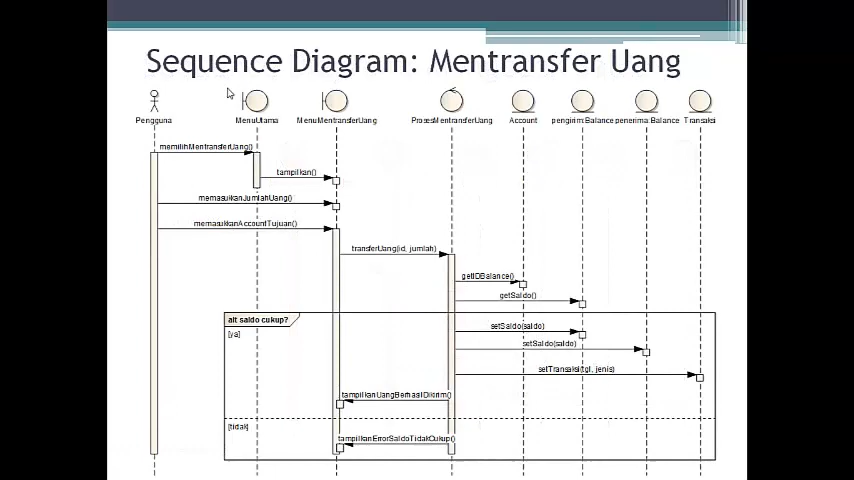 Sequence Diagram: Mentransfer Uang
Pengguna
MenuUtama
MenuMentransferUang
ProsesMentransferUang
Account
pengirim:Balance
penerima:Balance
Transaksi
memilihMentransferUang()
tampilkan()
memasukkanJumlahUang()
memasukkanAccountTujuan()
transferUang(id, jumlah)
getIDBalance()
getSaldo()
alt saldo cukup?
[ya]
setSaldo(saldo)
setSaldo(saldo)
setTransaksi(tgl, jenis)
tampilkanUangBerhasilDikirim()
[tidak]
tampilkanErrorSaldoTidakCukup()